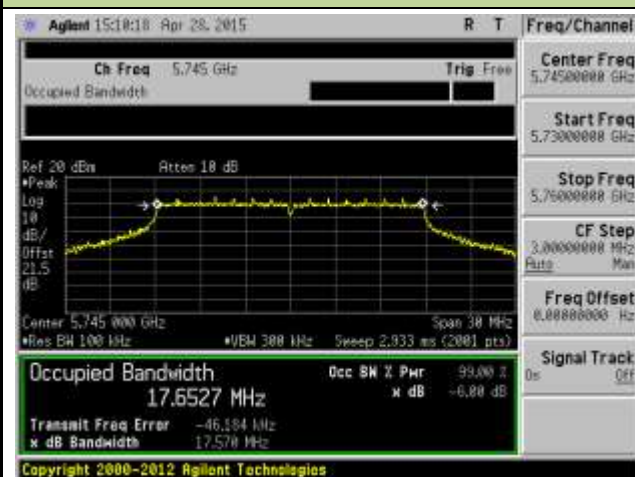 Agilent 15:10:18 Apr 28, 2015 R T
Freq/Channel
Ch Freq 5.745 GHz Trig Free
Occupied Bandwidth
Center Freq
5.74500000 GHz
Start Freq
5.73000000 GHz
Stop Freq
5.76000000 GHz
CF Step
3.00000000 MHz
Auto Man
Freq Offset
0.00000000 Hz
Signal Track
On Off
Ref 20 dBm Atten 10 dB
•Peak
Log
10
dB/
Offst
21.5
dB
Center 5.745 000 GHz Span 30 MHz
•Res BW 100 kHz •VBW 300 kHz Sweep 2.933 ms (2001 pts)
Occupied Bandwidth Occ BW % Pwr 99.00 %
17.6527 MHz x dB -6.00 dB
Transmit Freq Error -46.184 kHz
x dB Bandwidth 17.570 MHz
Copyright 2000-2012 Agilent Technologies